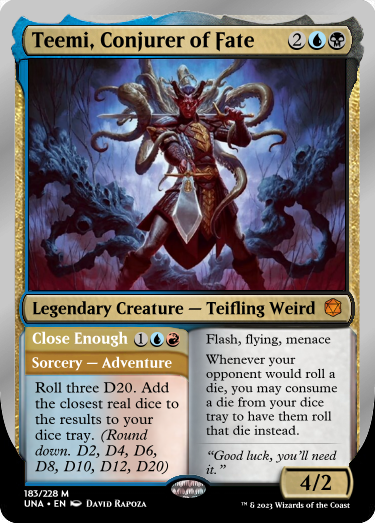 Teemi, Conjurer of Fate 2
Legendary Creature — Teifling Weird
Close Enough 1
Sorcery — Adventure
Roll three D20. Add
the closest real dice to
the results to your
dice tray. (Round
down. D2, D4, D6,
D8, D10, D12, D20)
Flash, flying, menace
Whenever your
opponent would roll a
die, you may consume
a die from your dice
tray to have them roll
that die instead.
“Good luck, you’ll need
it.”
4/2
183/228 M
UNA • EN DAVID RAPOZA
™ & 2023 Wizards of the Coast